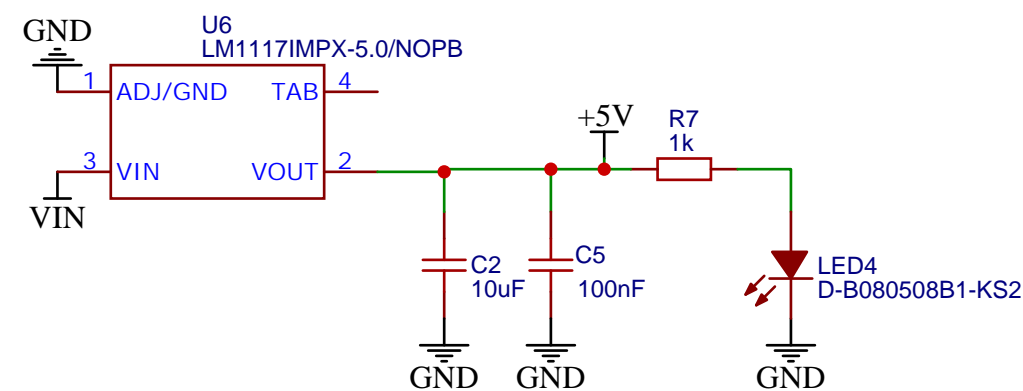 GND
U6
LM1117IMPX-5.0/NOPB
1
ADJ/GND
TAB
4
3
VIN
VOUT
2
VIN
+5V
R7
1k
C2
10uF
C5
100nF
LED4
D-B080508B1-KS2
GND
GND
GND